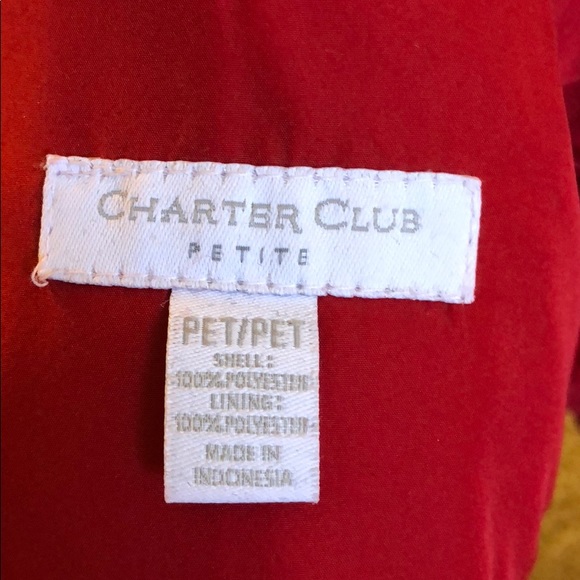 CHARTER CLUB
PETITE
PET/PET
SHELL:
100% POLYESTER
LINING:
100% POLYESTER
MADE IN
INDONESIA